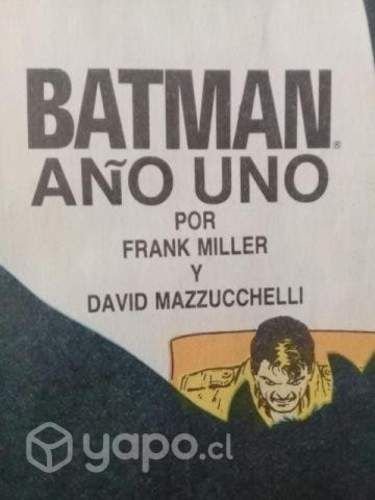 BATMAN®
AÑO UNO
POR
FRANK MILLER
Y
DAVID MAZZUCCHELLI
yapo.cl